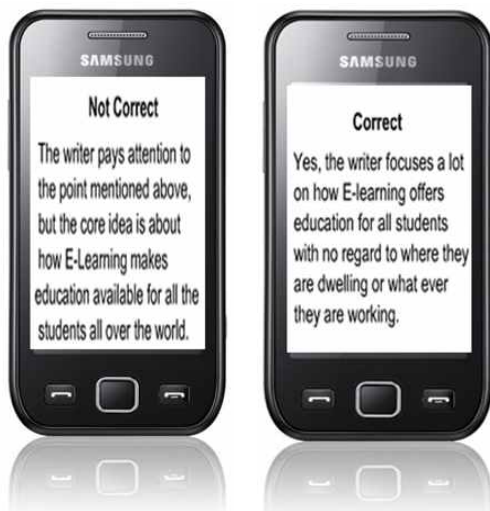 SAMSUNG
Not Correct
The writer pays attention to
the point mentioned above,
but the core idea is about
how E-Learning makes
education available for all the
students all over the world.
SAMSUNG
Correct
Yes, the writer focuses a lot
on how E-learning offers
education for all students
with no regard to where they
are dwelling or what ever
they are working.